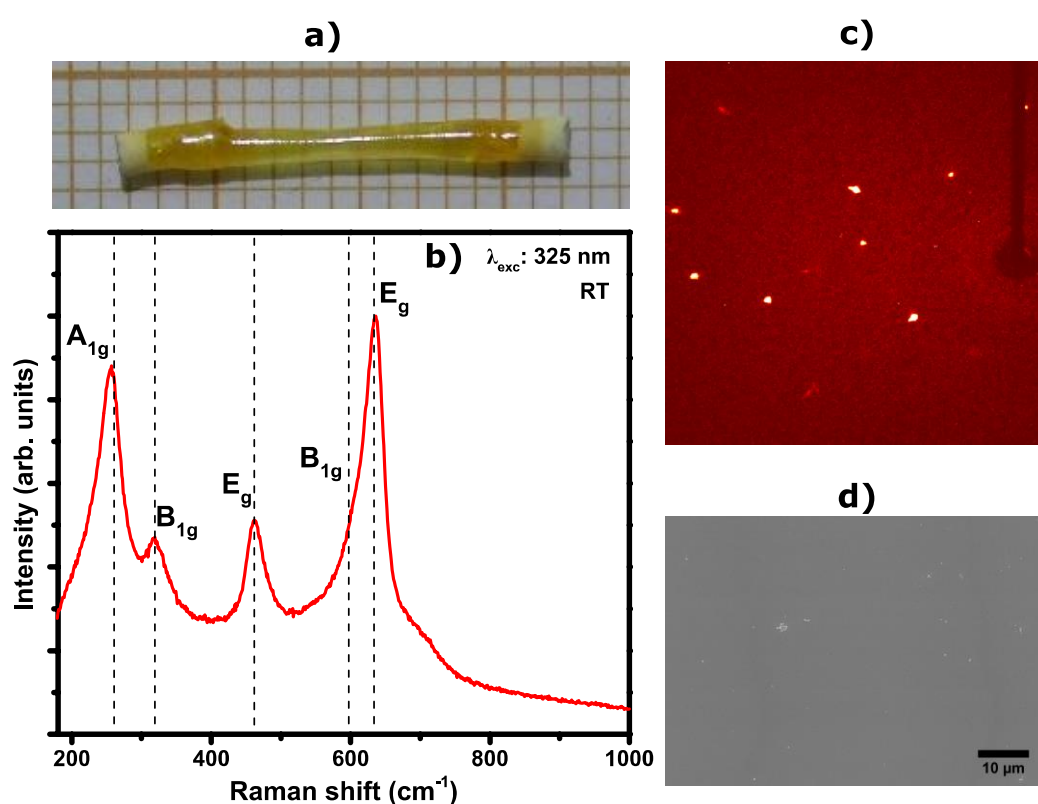 a)
c)
b)
λexc: 325 nm
RT
A1g
B1g
Eg
B1g
Eg
Intensity (arb. units)
200 400 600 800 1000
Raman shift (cm-1)
d)
10 µm